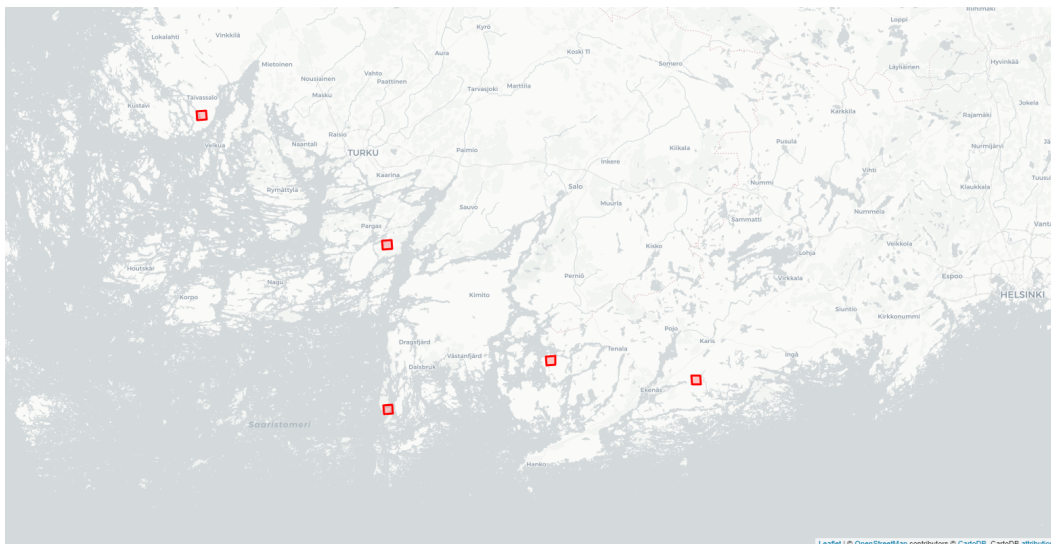 Loppi
Riihimäki
Kyrö
Lokalahti
Vinkkilä
Aura
Koski Tl
Somero
Hyvinkää
Mietoinen
Läyliäinen
Vahto
Nousiainen
Paattinen
Tarvasjoki
Marttila
Masku
Taivassalo
Kustavi
Jokela
Karkkila
Rajamäki
Raisio
Naantali
Velkua
TURKU
Paimio
Kiikala
Pusula
Nurmijärvi
Inkere
Vihti
Kaarina
Nummi
Klaukkala
Rymättylä
Salo
Muurla
Sauvo
Nummela
Sammatti
Pargas
Kisko
Veikkola
Lohja
Houtskär
Perniö
Virkkala
Espoo
Nagu
Korpo
Kimito
HELSINKI
Siuntio
Kirkkonummi
Pojo
Dragsfjärd
Karis
Tenala
Ingå
Västanfjärd
Dalsbruk
Ekenäs
Saaristomeri
Hanko
Leaflet | © OpenStreetMap contributors © CartoDB, CartoDB attribution